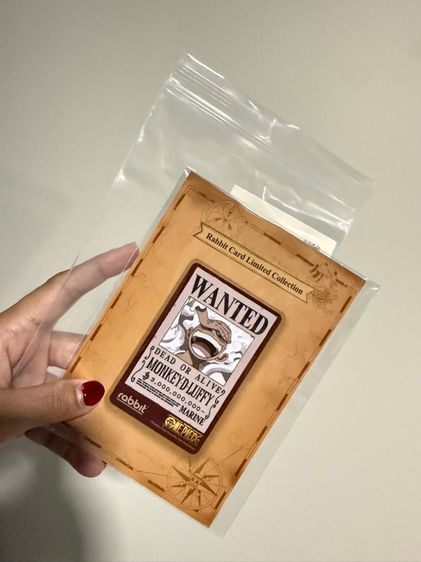 Rabbit Card Limited Collection
WANTED
DEAD OR ALIVE
MONKEY·D·LUFFY
3,000,000,000-
MARINE
rabbit
ONE PIECE